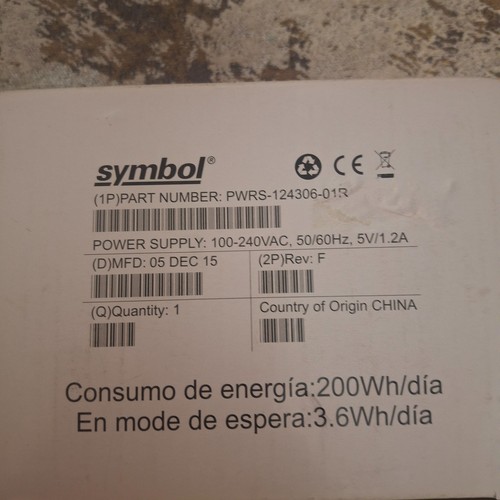 symbol®
(1P)PART NUMBER: PWRS-124306-01R
POWER SUPPLY: 100-240VAC, 50/60Hz, 5V/1.2A
(D)MFD: 05 DEC 15
(2P)Rev: F
(Q)Quantity: 1
Country of Origin CHINA
Consumo de energía:200Wh/día
En mode de espera:3.6Wh/día